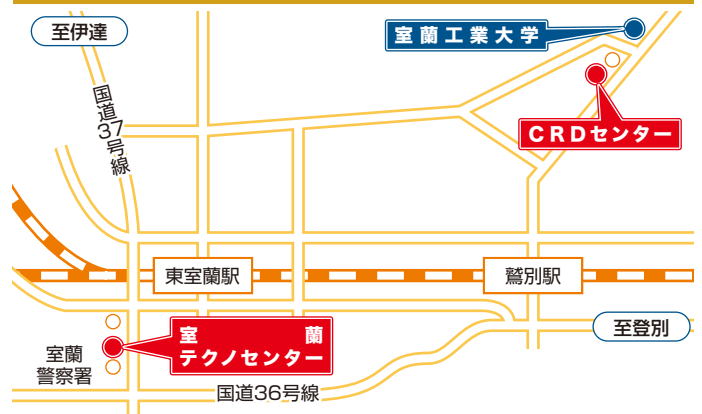 至伊達
室蘭工業大学
国道37号線
CRDセンター
東室蘭駅
鷲別駅
至登別
室蘭
テクノセンター
室蘭
警察署
国道36号線